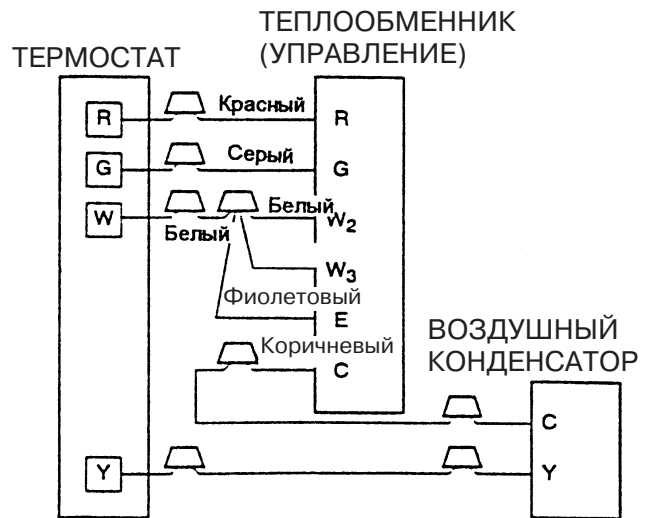 ТЕПЛООБМЕННИК
(УПРАВЛЕНИЕ)
ТЕРМОСТАТ
R Красный R
G Серый G
W Белый Белый W₂
W₃
Фиолетовый
E
Коричневый
C
ВОЗДУШНЫЙ
КОНДЕНСАТОР
C
Y Y